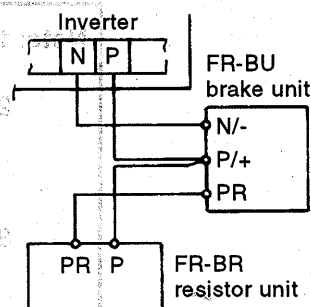 Inverter
N P
FR-BU
brake unit
N/-
P/+
PR
PR P
FR-BR
resistor unit